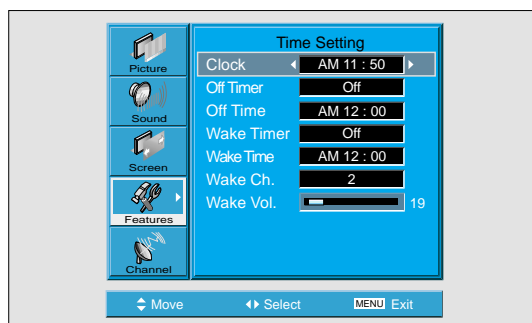 Picture
Sound
Screen
Features
Channel
Time Setting
Clock AM 11 : 50
Off Timer Off
Off Time AM 12 : 00
Wake Timer Off
Wake Time AM 12 : 00
Wake Ch. 2
Wake Vol. 19
Move Select MENU Exit